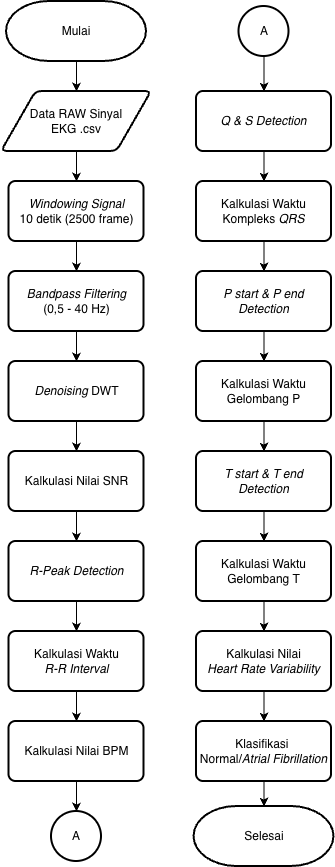 Mulai
Data RAW Sinyal
EKG .csv
Windowing Signal
10 detik (2500 frame)
Bandpass Filtering
(0,5 - 40 Hz)
Denoising DWT
Kalkulasi Nilai SNR
R-Peak Detection
Kalkulasi Waktu
R-R Interval
Kalkulasi Nilai BPM
A
A
Q & S Detection
Kalkulasi Waktu
Kompleks QRS
P start & P end
Detection
Kalkulasi Waktu
Gelombang P
T start & T end
Detection
Kalkulasi Waktu
Gelombang T
Kalkulasi Nilai
Heart Rate Variability
Klasifikasi
Normal/Atrial Fibrillation
Selesai